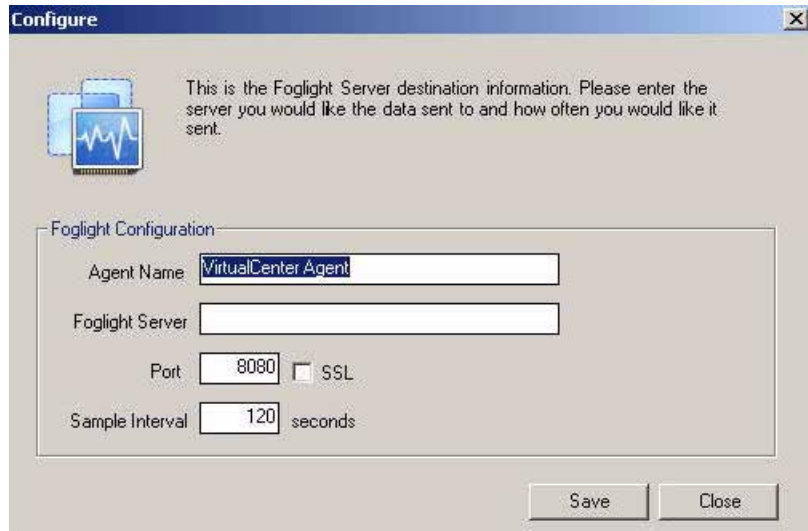 Configure
This is the Foglight Server destination information. Please enter the
server you would like the data sent to and how often you would like it
sent.
Foglight Configuration
Agent Name VirtualCenter Agent
Foglight Server
Port 8080 SSL
Sample Interval 120 seconds
Save Close